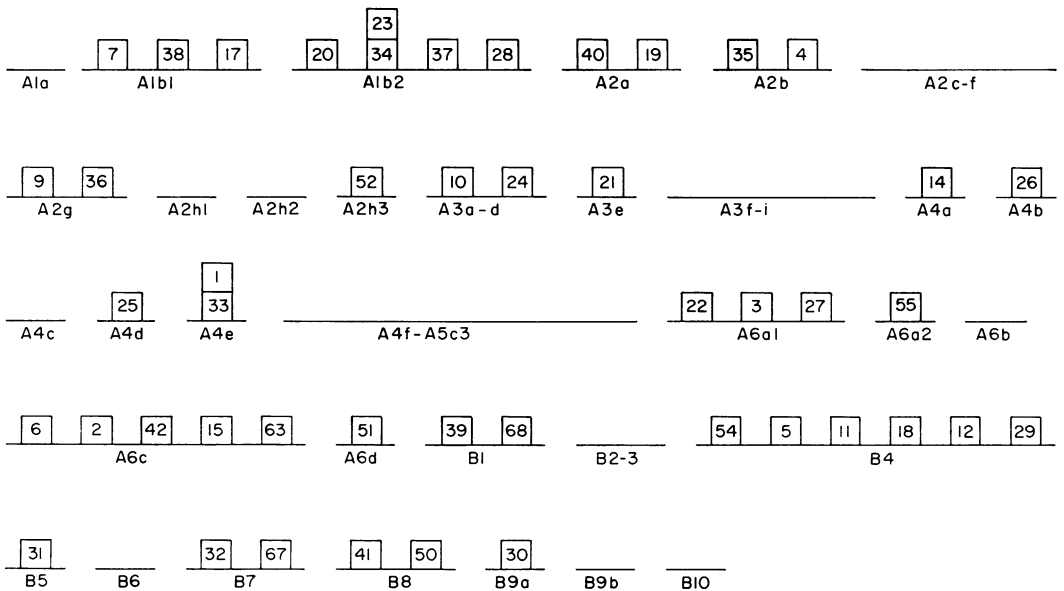 23
7 38 17 20 34 37 28 40 19 35 4
A1a A1b1 A1b2 A2a A2b A2c-f
9 36 52 10 24 21 14 26
A2g A2h1 A2h2 A2h3 A3a-d A3e A3f-i A4a A4b
1
25 33 22 3 27 55
A4c A4d A4e A4f-A5c3 A6a1 A6a2 A6b
6 2 42 15 63 51 39 68 54 5 11 18 12 29
A6c A6d B1 B2-3 B4
31 32 67 41 50 30
B5 B6 B7 B8 B9a B9b B10